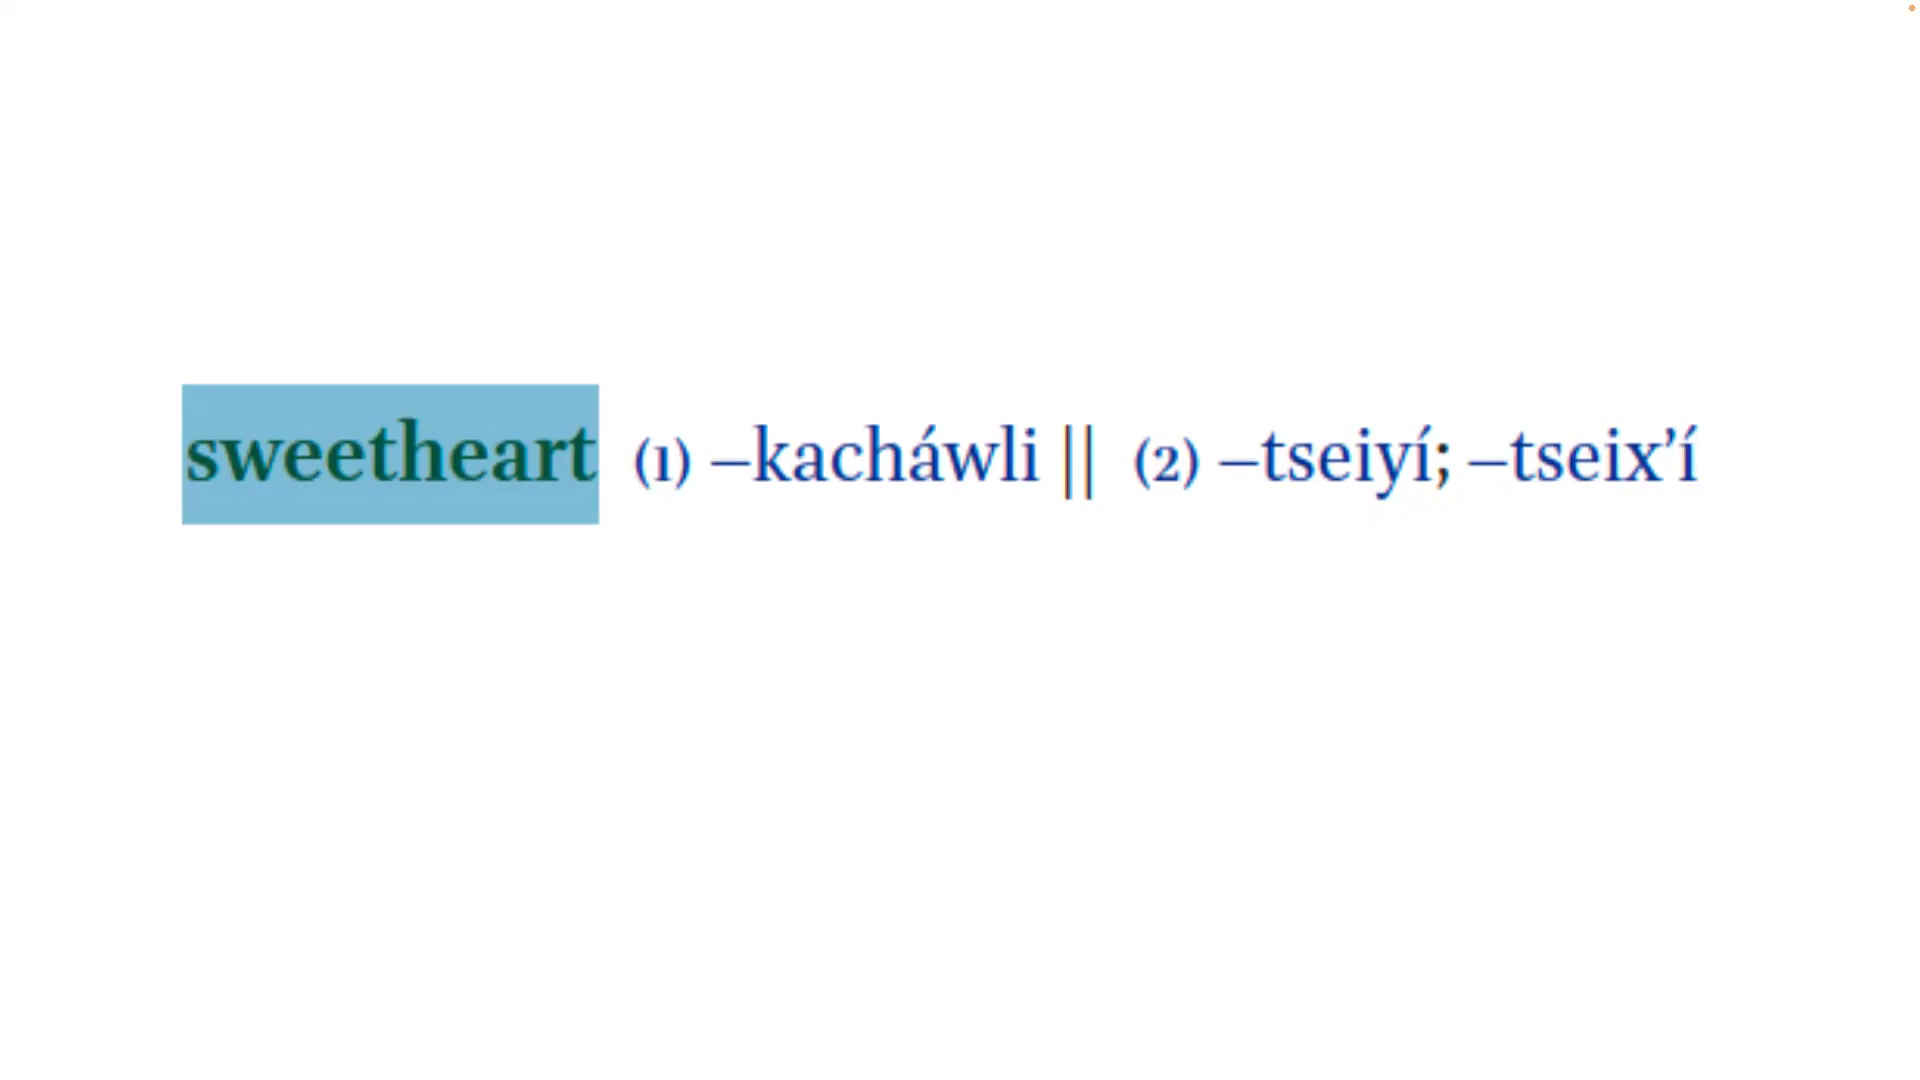 sweetheart (1) –kacháwli || (2) –tseiyí; –tseix’í